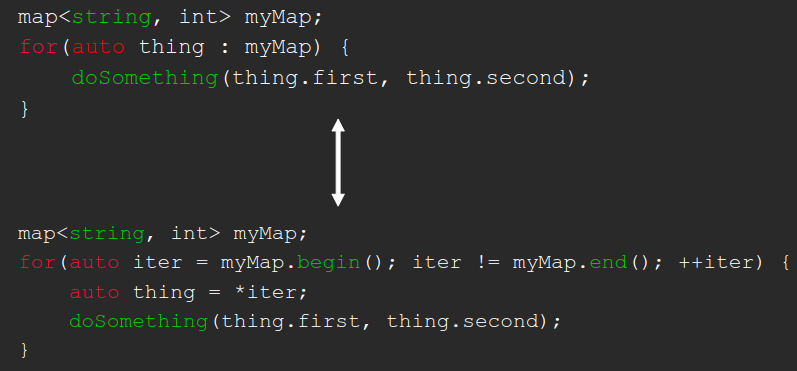 map<string, int> myMap;
for(auto thing : myMap) {
    doSomething(thing.first, thing.second);
}
map<string, int> myMap;
for(auto iter = myMap.begin(); iter != myMap.end(); ++iter) {
    auto thing = *iter;
    doSomething(thing.first, thing.second);
}